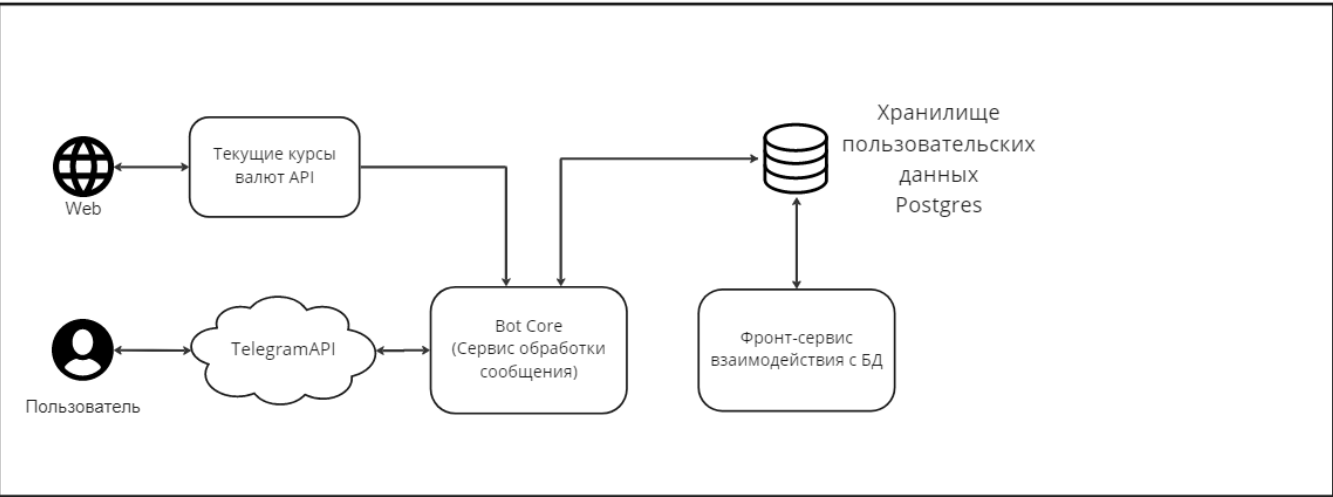 Текущие курсы
валют API
Web
Хранилище
пользовательских
данных
Postgres
TelegramAPI
Пользователь
Bot Core
(Сервис обработки
сообщения)
Фронт-сервис
взаимодействия с БД